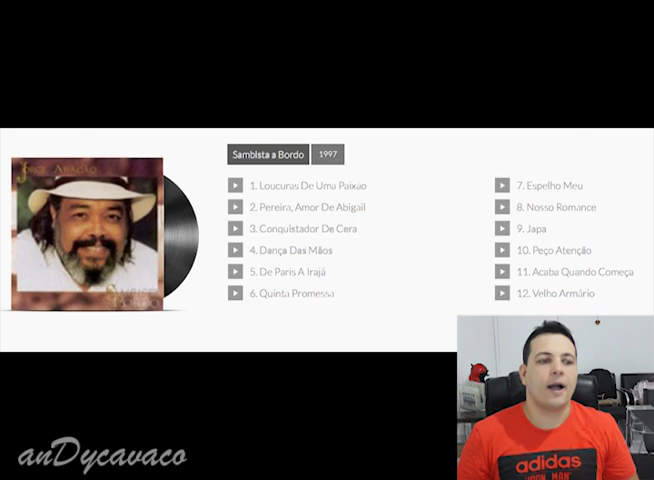 Sambista a Bordo 1997
JORGE ARAGÃO
1. Loucuras De Uma Paixão
2. Pereira, Amor De Abigail
3. Conquistador De Cera
4. Dança Das Mãos
5. De Paris A Irajá
6. Quinta Promessa
7. Espelho Meu
8. Nosso Romance
9. Japa
10. Peço Atenção
11. Acaba Quando Começa
12. Velho Armário
adidas
MAN
anDycavaco